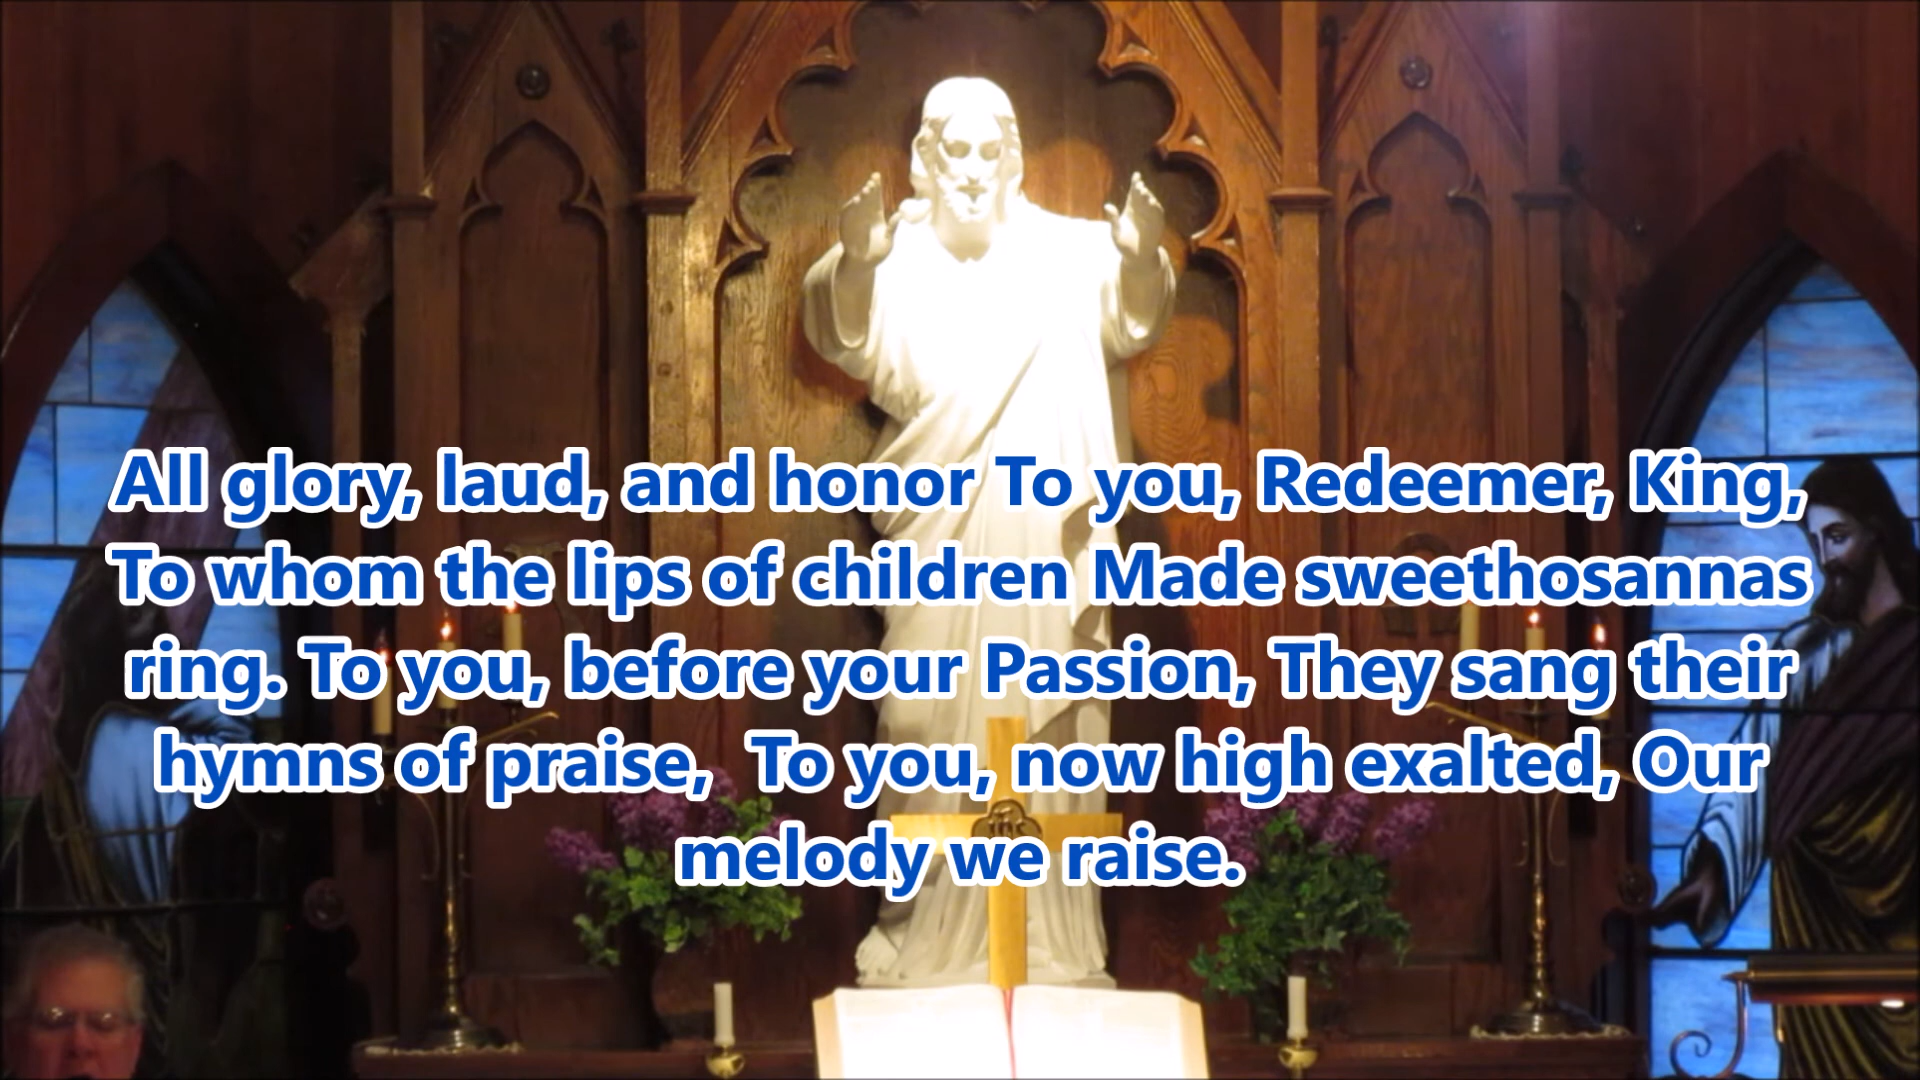 All glory, laud, and honor To you, Redeemer, King,
To whom the lips of children Made sweethosannas
ring. To you, before your Passion, They sang their
hymns of praise,  To you, now high exalted, Our
melody we raise.
IHS